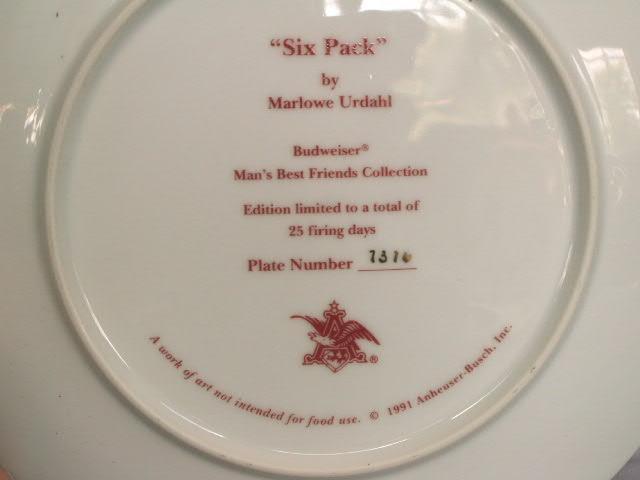 "Six Pack"
by
Marlowe Urdahl
Budweiser®
Man's Best Friends Collection
Edition limited to a total of
25 firing days
Plate Number
A
®
A work of art not intended for food use. © 1991 Anheuser-Busch, Inc.